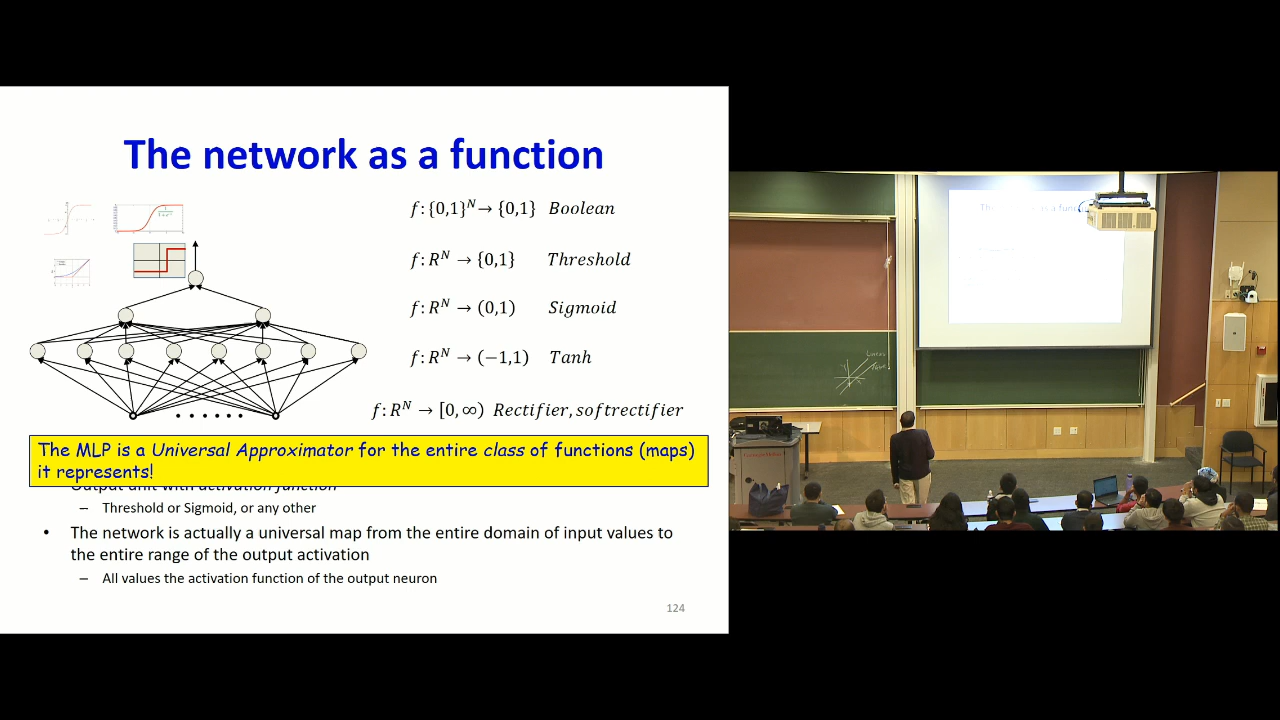 The network as a function
f:{0,1}ᴺ→ {0,1} Boolean
f:Rᴺ → {0,1} Threshold
f:Rᴺ → (0,1) Sigmoid
f:Rᴺ → (−1,1) Tanh
f:Rᴺ → [0,∞) Rectifier, softrectifier
The MLP is a Universal Approximator for the entire class of functions (maps)
it represents!
Output unit with activation function
– Threshold or Sigmoid, or any other
• The network is actually a universal map from the entire domain of input values to
the entire range of the output activation
– All values the activation function of the output neuron
124